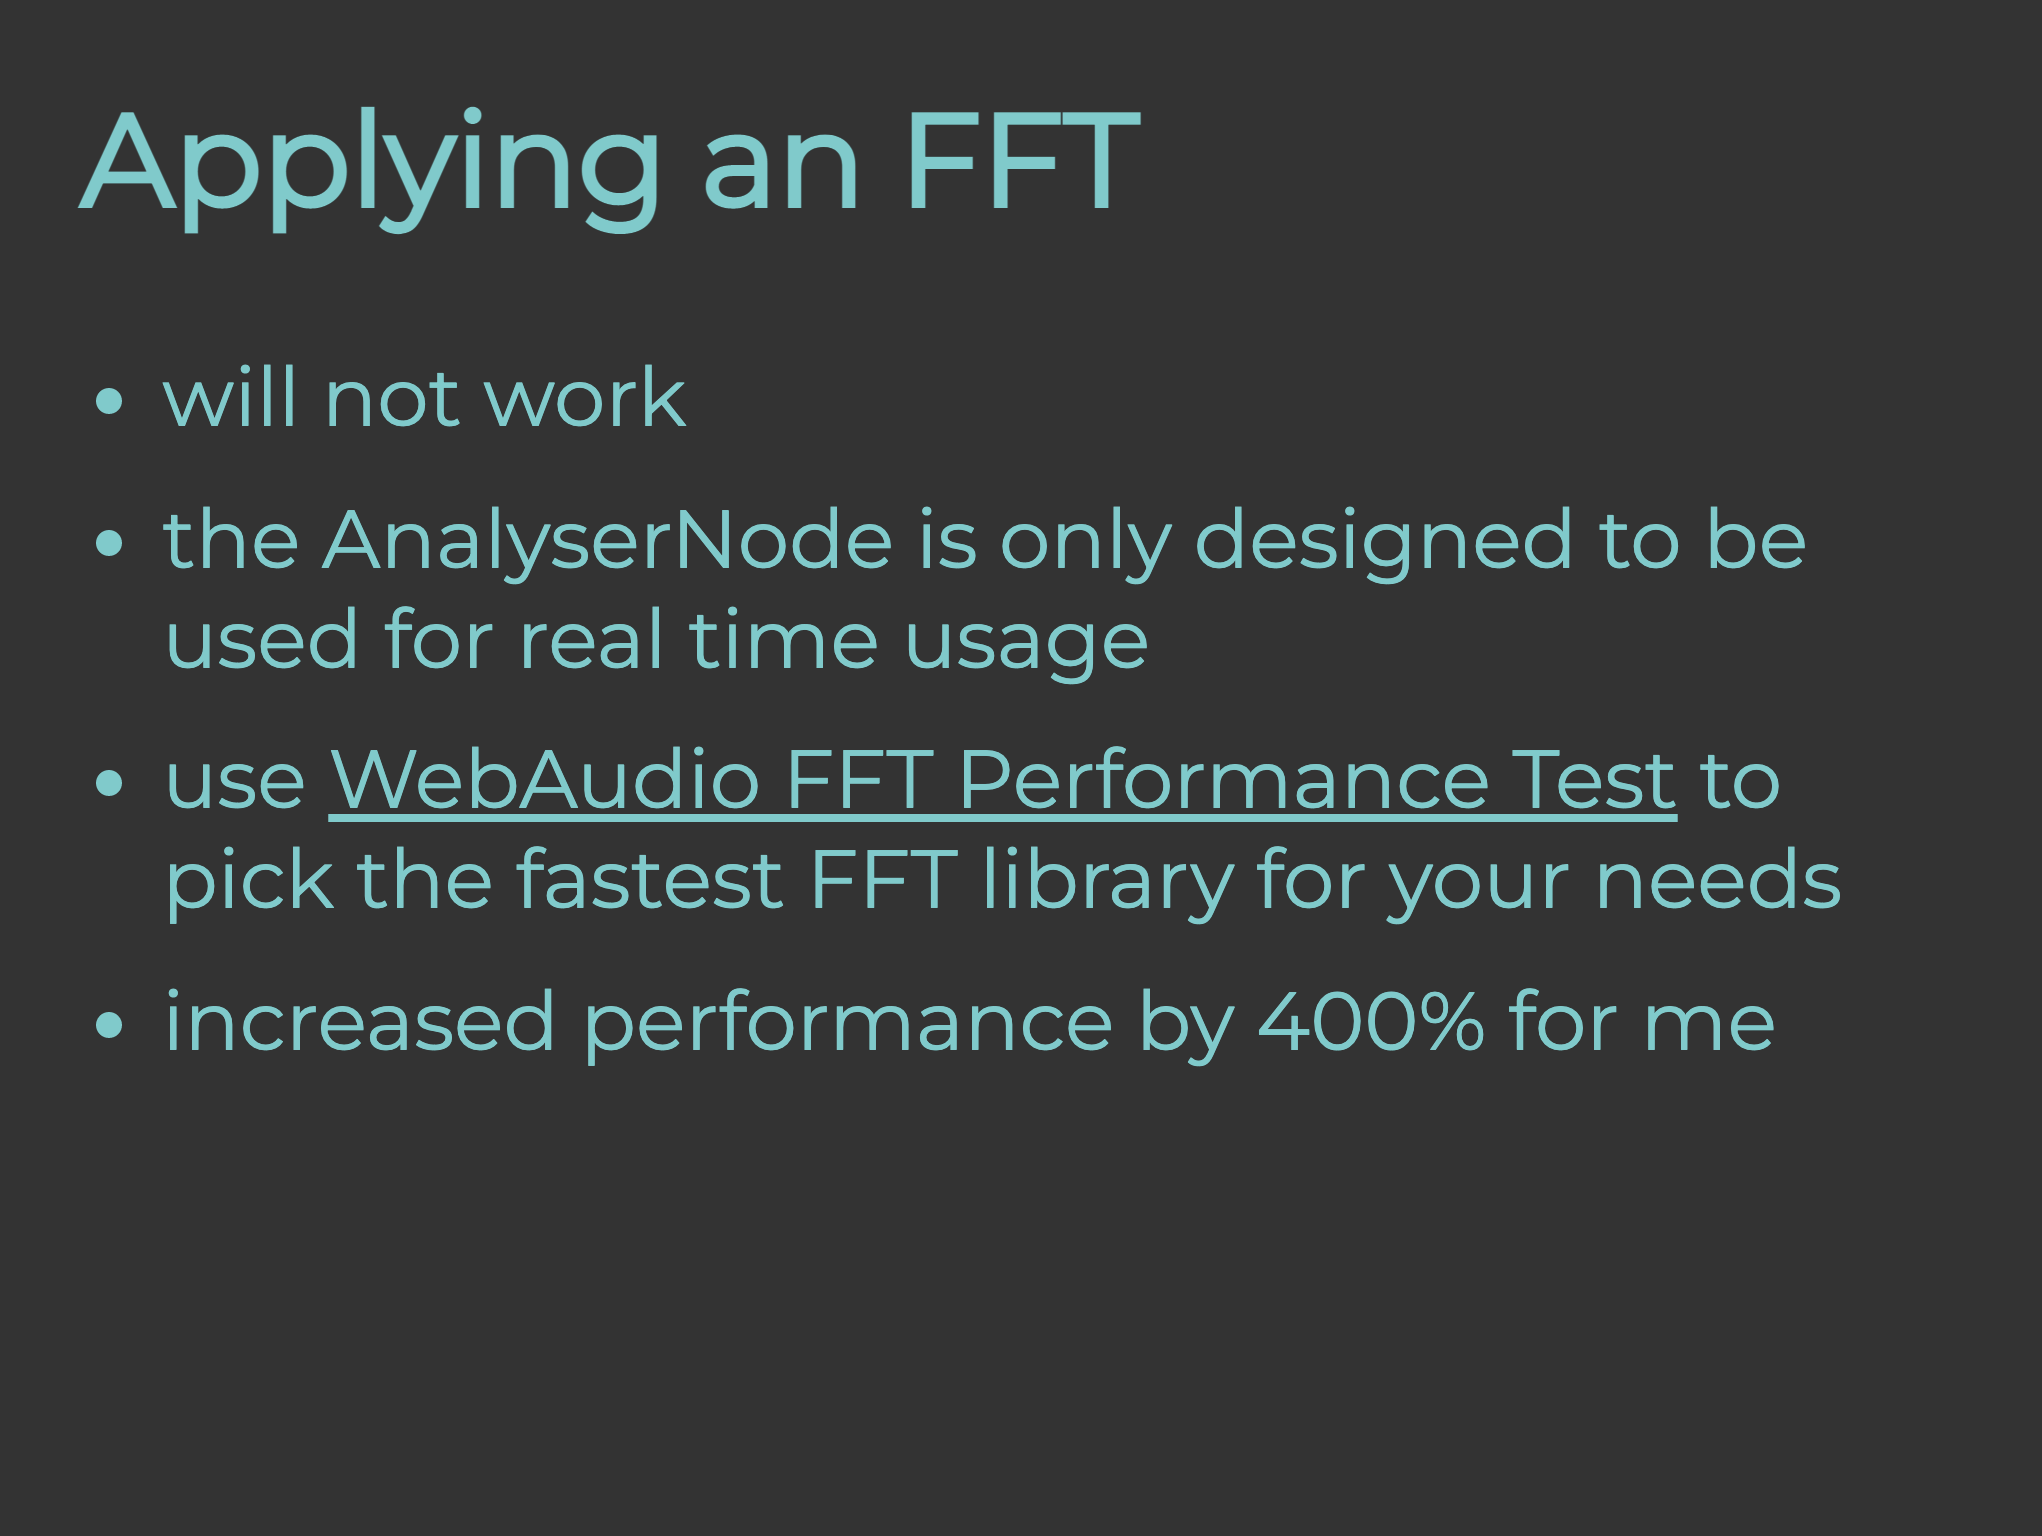 Applying an FFT
• will not work
• the AnalyserNode is only designed to be
used for real time usage
• use WebAudio FFT Performance Test to
pick the fastest FFT library for your needs
• increased performance by 400% for me